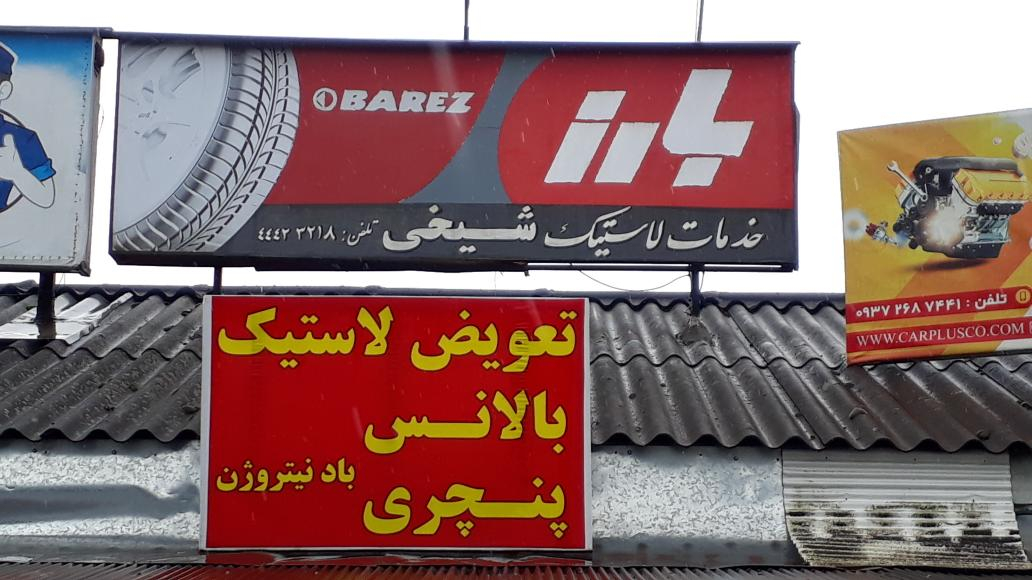 BAREZ
بارز
خدمات لاستیک شیخی تلفن: ۴۴۴۲ ۳۲۱۸
تعویض لاستیک
بالانس
پنچری باد نیتروژن
تلفن : ۰۹۳۷ ۲۶۸ ۷۴۴۱
WWW.CARPLUSCO.COM